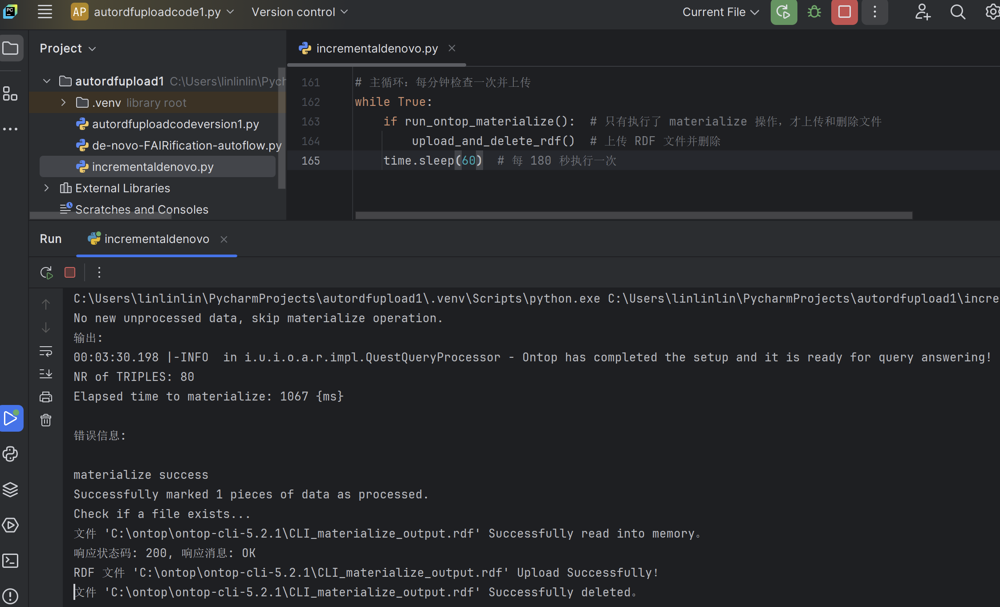 PC
AP autordfuploadcode1.py Version control Current File
Project
incrementaldenovo.py
autordfupload1 C:\Users\linlinlin\Pych
.venv library root
autordfuploadcodeversion1.py
de-novo-FAIRification-autoflow.py
incrementaldenovo.py
External Libraries
Scratches and Consoles
161 # 主循环：每分钟检查一次并上传
162 while True:
163 if run_ontop_materialize(): # 只有执行了 materialize 操作，才上传和删除文件
164 upload_and_delete_rdf() # 上传 RDF 文件并删除
165 time.sleep(60) # 每 180 秒执行一次
Run incrementaldenovo
C:\Users\linlinlin\PycharmProjects\autordfupload1\.venv\Scripts\python.exe C:\Users\linlinlin\PycharmProjects\autordfupload1\incre
No new unprocessed data, skip materialize operation.
输出:
00:03:30.198 |-INFO  in i.u.i.o.a.r.impl.QuestQueryProcessor - Ontop has completed the setup and it is ready for query answering!
NR of TRIPLES: 80
Elapsed time to materialize: 1067 {ms}
错误信息:
materialize success
Successfully marked 1 pieces of data as processed.
Check if a file exists...
文件 'C:\ontop\ontop-cli-5.2.1\CLI_materialize_output.rdf' Successfully read into memory。
响应状态码: 200, 响应消息: OK
RDF 文件 'C:\ontop\ontop-cli-5.2.1\CLI_materialize_output.rdf' Upload Successfully!
文件 'C:\ontop\ontop-cli-5.2.1\CLI_materialize_output.rdf' Successfully deleted。